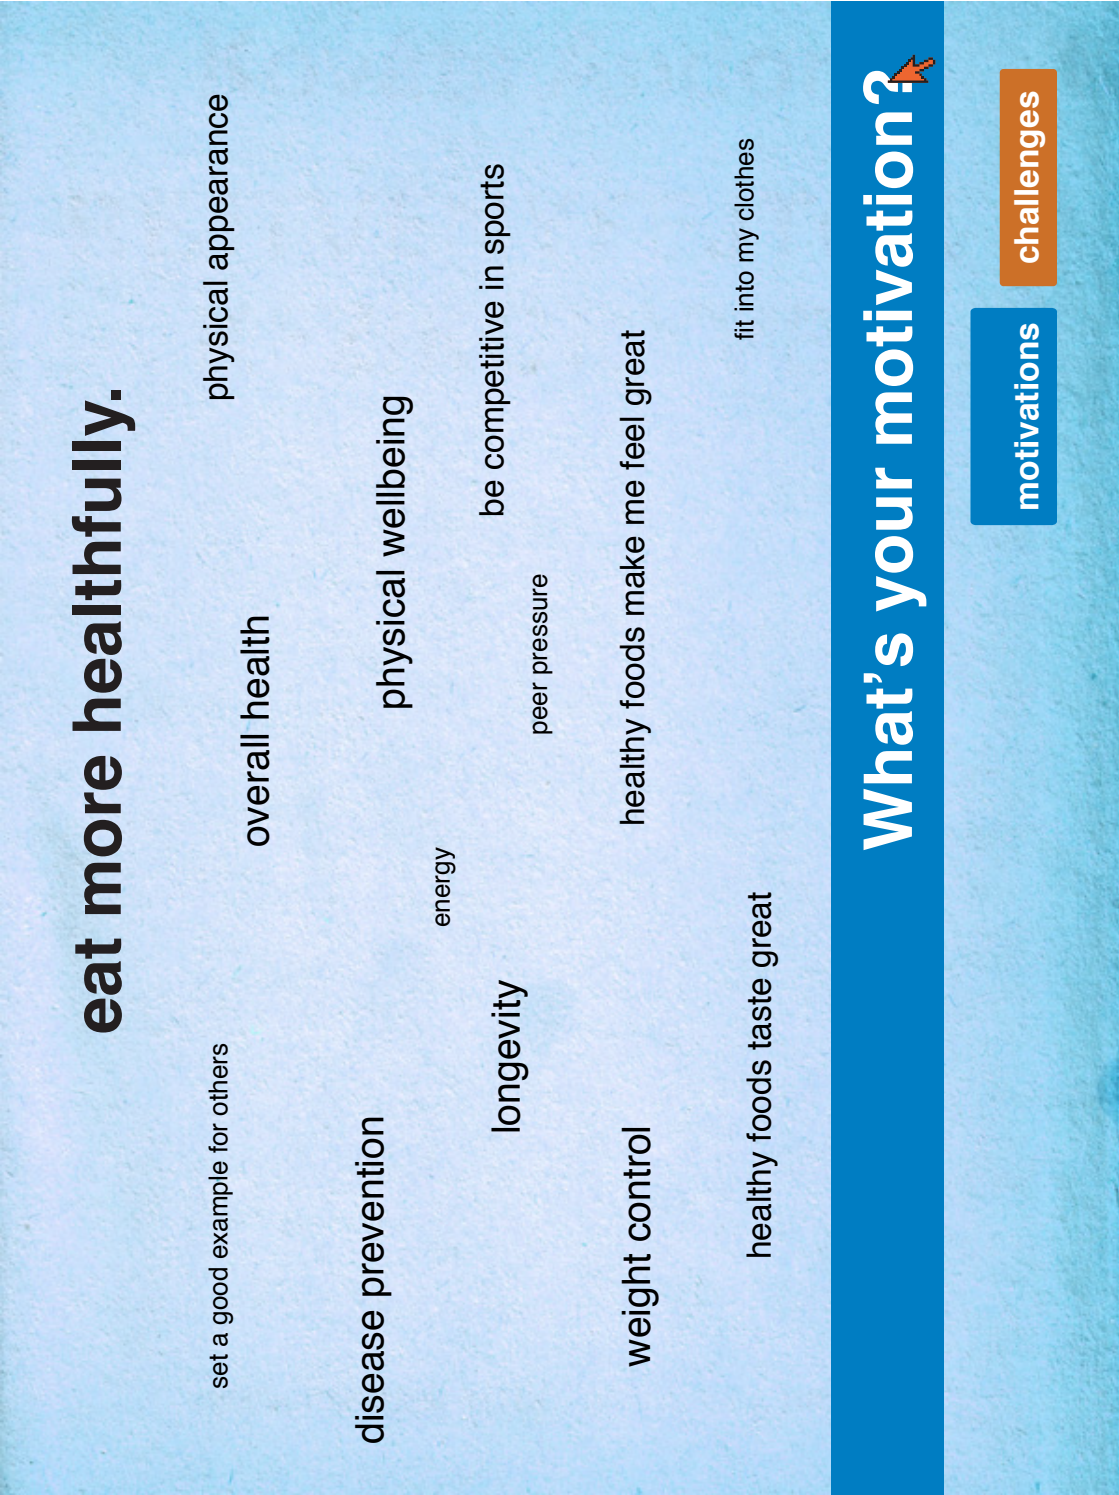 eat more healthfully.
set a good example for others
physical appearance
overall health
disease prevention
physical wellbeing
energy
be competitive in sports
longevity
peer pressure
weight control
healthy foods make me feel great
fit into my clothes
healthy foods taste great
What’s your motivation?
motivations
challenges